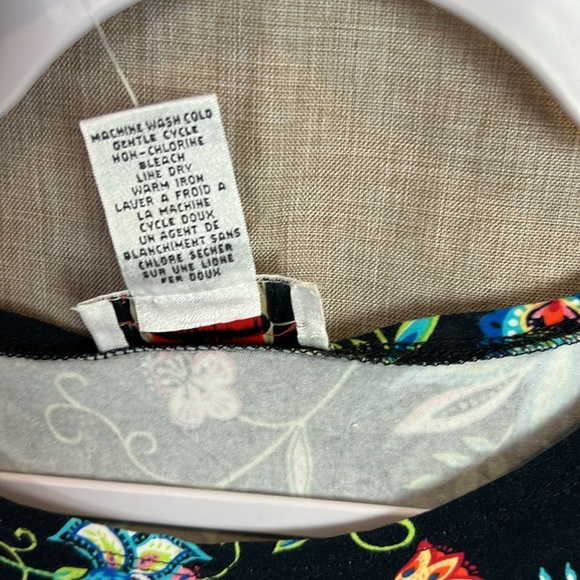 MACHINE WASH COLD
GENTLE CYCLE
NON-CHLORINE
BLEACH
LINE DRY
WARM IRON
LAVER A FROID A
LA MACHINE
CYCLE DOUX
UN AGENT DE
BLANCHIMENT SANS
CHLORE SECHER
SUR UNE LIGNE
FER DOUX